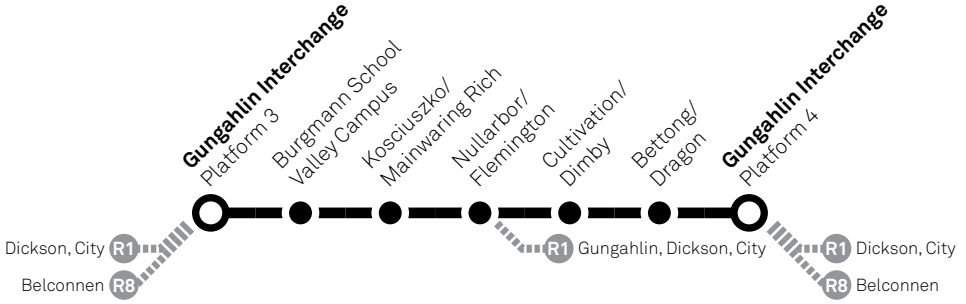 Gungahlin Interchange
Platform 3
Burgmann School
Valley Campus
Kosciuszko/
Mainwaring Rich
Nullarbor/
Flemington
Cultivation/
Dimby
Bettong/
Dragon
Gungahlin Interchange
Platform 4
Dickson, City R1
Belconnen R8
R1 Gungahlin, Dickson, City
R1 Dickson, City
R8 Belconnen